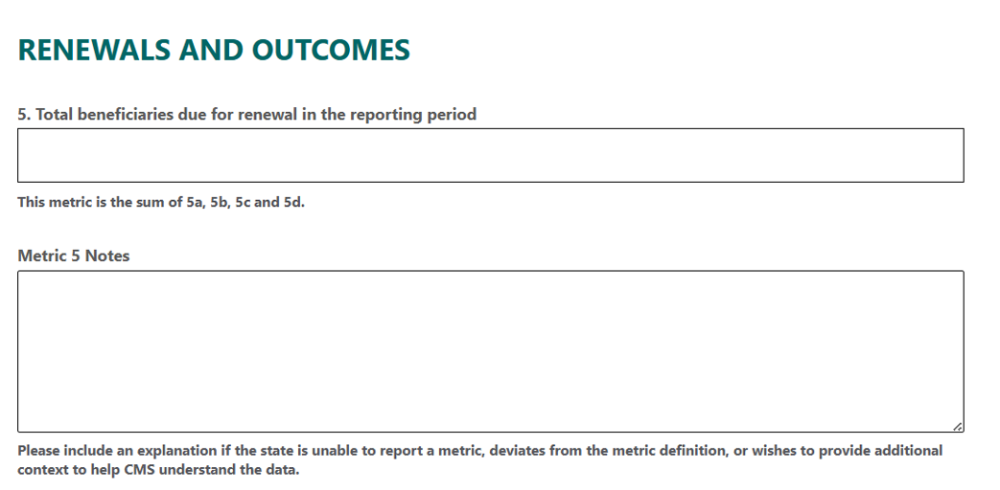 RENEWALS AND OUTCOMES
5. Total beneficiaries due for renewal in the reporting period
This metric is the sum of 5a, 5b, 5c and 5d.
Metric 5 Notes
Please include an explanation if the state is unable to report a metric, deviates from the metric definition, or wishes to provide additional
context to help CMS understand the data.